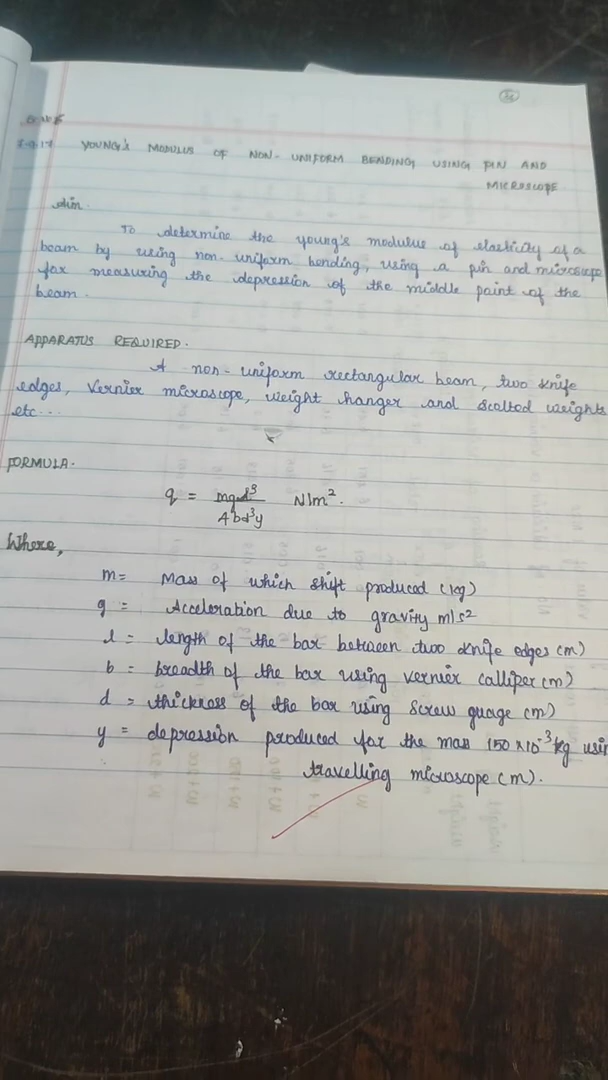 YOUNG'S MODULUS OF NON-UNIFORM BENDING, USING PIN AND
MICROSCOPE
Aim.
To determine the young's modulus of elasticity of a
beam by using non-uniform bending, using a pin and microscope
for measuring the depression of the middle point of the
beam.
APPARATUS REQUIRED.
A non-uniform rectangular beam, two knife
edges, Vernier microscope, weight hanger and scolted weights
etc...
FORMULA.
q = mgl³ / 4bd³y N/m².
Where,
m = Mass of which shift produced (kg)
g = Acceleration due to gravity m/s²
l = length of the bar between two knife edges (m)
b = breadth of the bar using vernier calliper (m)
d = thickness of the bar using screw guage (m)
y = depression produced for the mass 150 × 10⁻³ kg usin
travelling microscope (m).